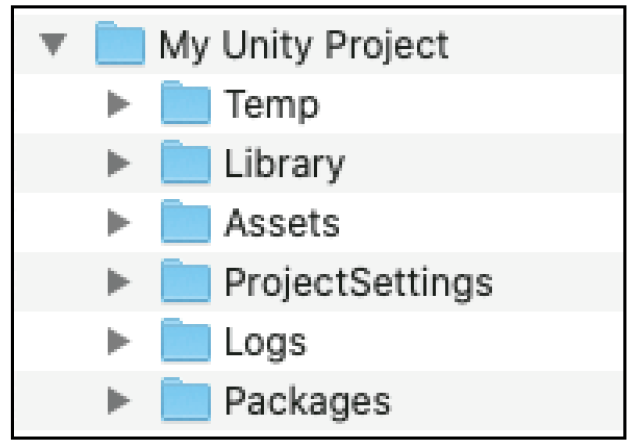 My Unity Project
Temp
Library
Assets
ProjectSettings
Logs
Packages